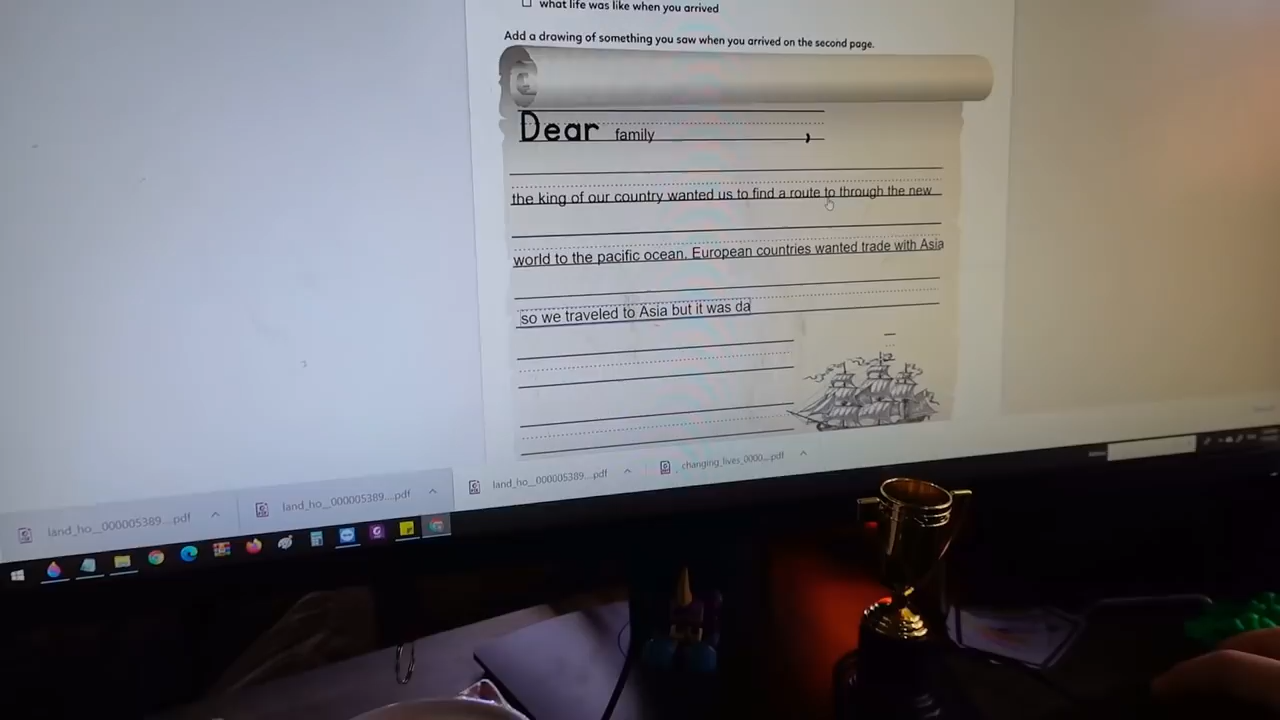 what life was like when you arrived
Add a drawing of something you saw when you arrived on the second page.
Dear family ,
the king of our country wanted us to find a route to through the new
world to the pacific ocean. European countries wanted trade with Asia
so we traveled to Asia but it was da
land_ho__000005389....pdf
land_ho__000005389....pdf
land_ho__000005389....pdf
changing_lives_0000....pdf